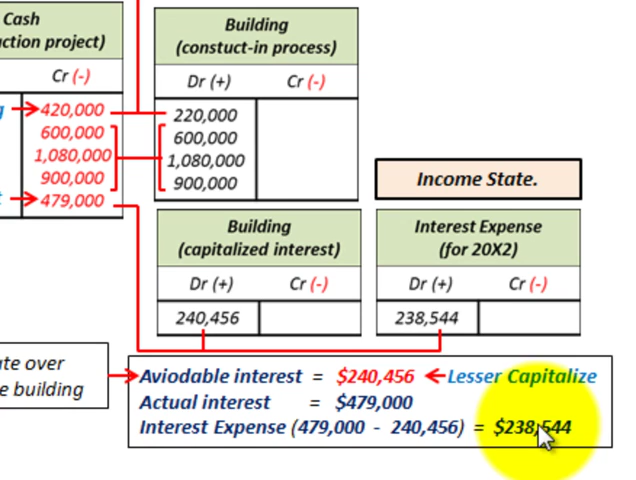 Cash
ction project)
Cr (-)
g
420,000
600,000
1,080,000
900,000
t
479,000
Building
(constuct-in process)
Dr (+) Cr (-)
220,000
600,000
1,080,000
900,000
Income State.
Building
(capitalized interest)
Dr (+) Cr (-)
240,456
Interest Expense
(for 20X2)
Dr (+) Cr (-)
238,544
ate over
e building
Aviodable interest = $240,456 Lesser Capitalize
Actual interest = $479,000
Interest Expense (479,000 - 240,456) = $238,544